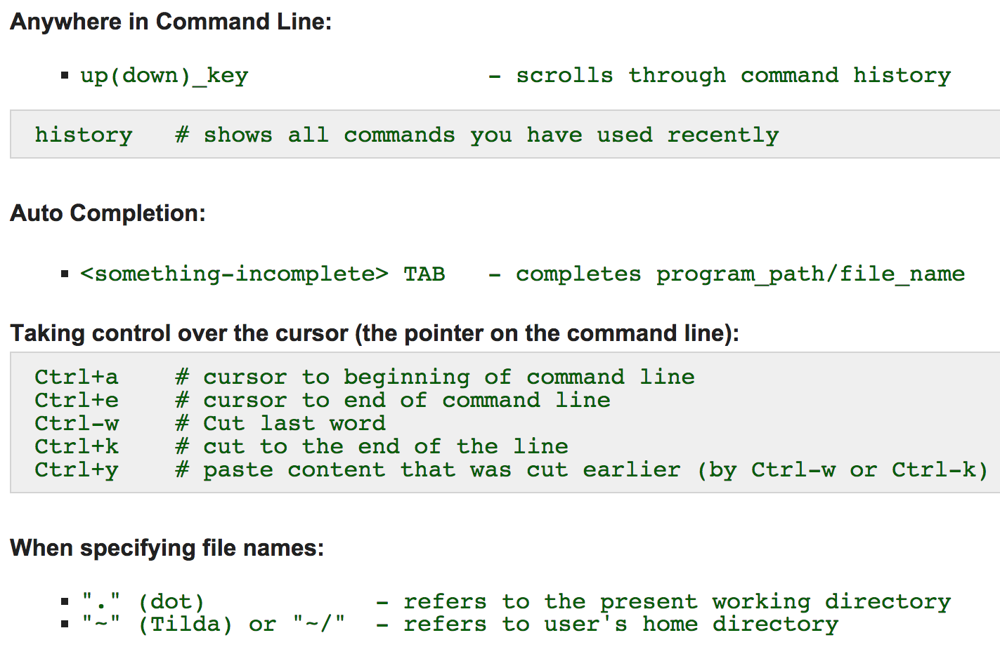 Anywhere in Command Line:
▪ up(down)_key – scrolls through command history
history # shows all commands you have used recently
Auto Completion:
▪ <something-incomplete> TAB – completes program_path/file_name
Taking control over the cursor (the pointer on the command line):
Ctrl+a # cursor to beginning of command line
Ctrl+e # cursor to end of command line
Ctrl-w # Cut last word
Ctrl+k # cut to the end of the line
Ctrl+y # paste content that was cut earlier (by Ctrl-w or Ctrl-k)
When specifying file names:
▪ "." (dot) – refers to the present working directory
▪ "~" (Tilda) or "~/" – refers to user's home directory